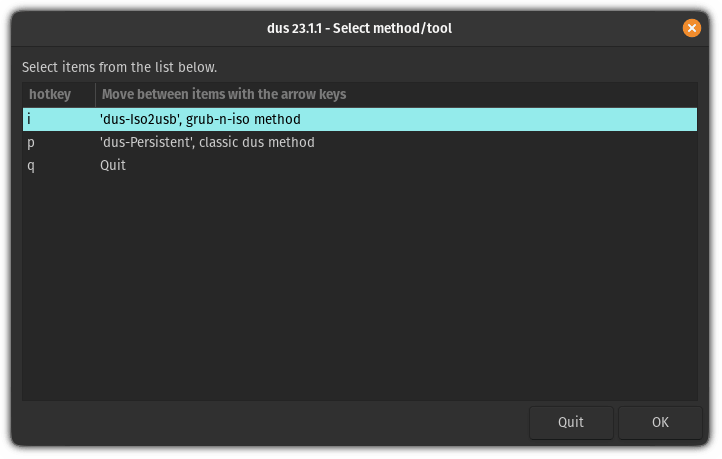 dus 23.1.1 - Select method/tool
Select items from the list below.
hotkey Move between items with the arrow keys
i 'dus-Iso2usb', grub-n-iso method
p 'dus-Persistent', classic dus method
q Quit
Quit OK